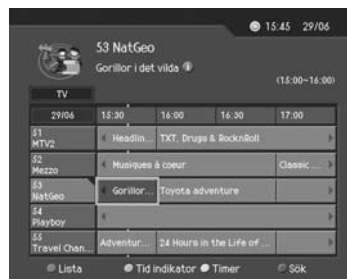 15:45 29/06
53 NatGeo
Gorillor i det vilda
(15:00~16:00)
TV
29/06 15:30 16:00 16:30 17:00
51 MTV2 Headlin... TXT, Drugs & RocknRoll
52 Mezzo Musiques à coeur Classic ...
53 NatGeo Gorillor... Toyota adventure
54 Playboy
55 Travel Chan... Adventur... 24 Hours in the Life of ...
Lista Tid indikator Timer Sök